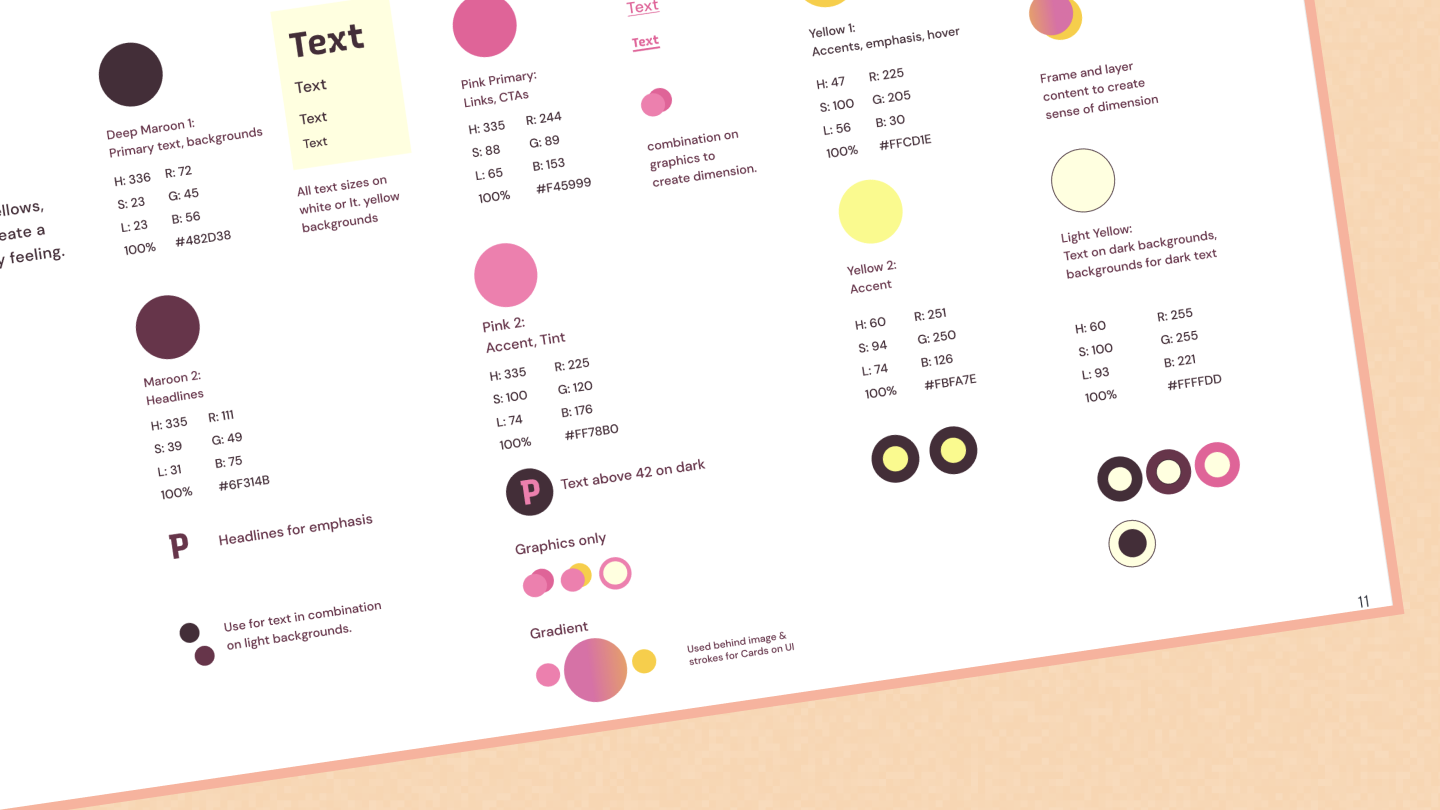 ellows,
eate a
y feeling.
Deep Maroon 1:
Primary text, backgrounds
H: 336 R: 72
S: 23 G: 45
L: 23 B: 56
100% #482D38
Text
Text
Text
Text
All text sizes on
white or lt. yellow
backgrounds
Maroon 2:
Headlines
H: 335 R: 111
S: 39 G: 49
L: 31 B: 75
100% #6F314B
P Headlines for emphasis
Use for text in combination
on light backgrounds.
Pink Primary:
Links, CTAs
H: 335 R: 244
S: 88 G: 89
L: 65 B: 153
100% #F45999
Text
Text
combination on
graphics to
create dimension.
Pink 2:
Accent, Tint
H: 335 R: 225
S: 100 G: 120
L: 74 B: 176
100% #FF78B0
P Text above 42 on dark
Graphics only
Gradient
Used behind image &
strokes for Cards on UI
Yellow 1:
Accents, emphasis, hover
H: 47 R: 225
S: 100 G: 205
L: 56 B: 30
100% #FFCD1E
Yellow 2:
Accent
H: 60 R: 251
S: 94 G: 250
L: 74 B: 126
100% #FBFA7E
Frame and layer
content to create
sense of dimension
Light Yellow:
Text on dark backgrounds,
backgrounds for dark text
H: 60 R: 255
S: 100 G: 255
L: 93 B: 221
100% #FFFFDD
11